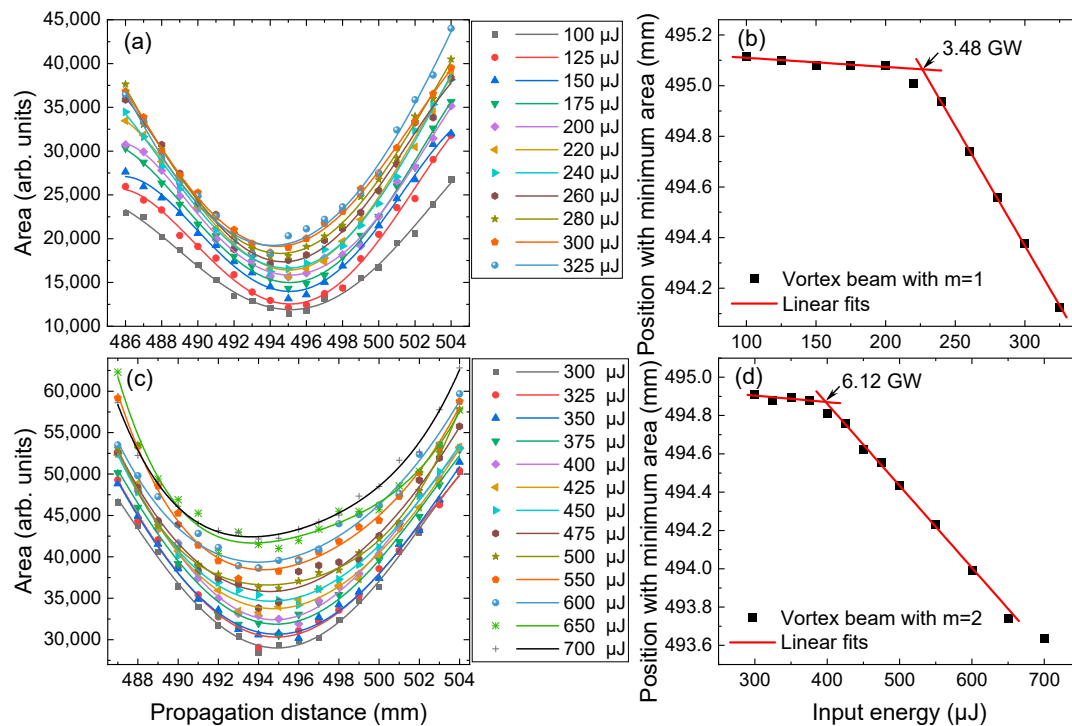 (a)
Area (arb. units)
45,000
40,000
35,000
30,000
25,000
20,000
15,000
10,000
486 488 490 492 494 496 498 500 502 504
100 µJ
125 µJ
150 µJ
175 µJ
200 µJ
220 µJ
240 µJ
260 µJ
280 µJ
300 µJ
325 µJ
(b)
Position with minimum area (mm)
495.2
495.0
494.8
494.6
494.4
494.2
3.48 GW
Vortex beam with m=1
Linear fits
100 150 200 250 300
(c)
Area (arb. units)
60,000
55,000
50,000
45,000
40,000
35,000
30,000
488 490 492 494 496 498 500 502 504
Propagation distance (mm)
300 µJ
325 µJ
350 µJ
375 µJ
400 µJ
425 µJ
450 µJ
475 µJ
500 µJ
550 µJ
600 µJ
650 µJ
700 µJ
(d)
Position with minimum area (mm)
495.0
494.8
494.6
494.4
494.2
494.0
493.8
493.6
6.12 GW
Vortex beam with m=2
Linear fits
300 400 500 600 700
Input energy (µJ)